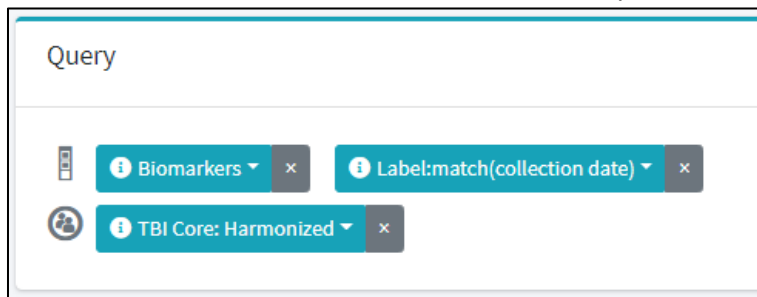 Query
Biomarkers × Label:match(collection date) ×
TBI Core: Harmonized ×